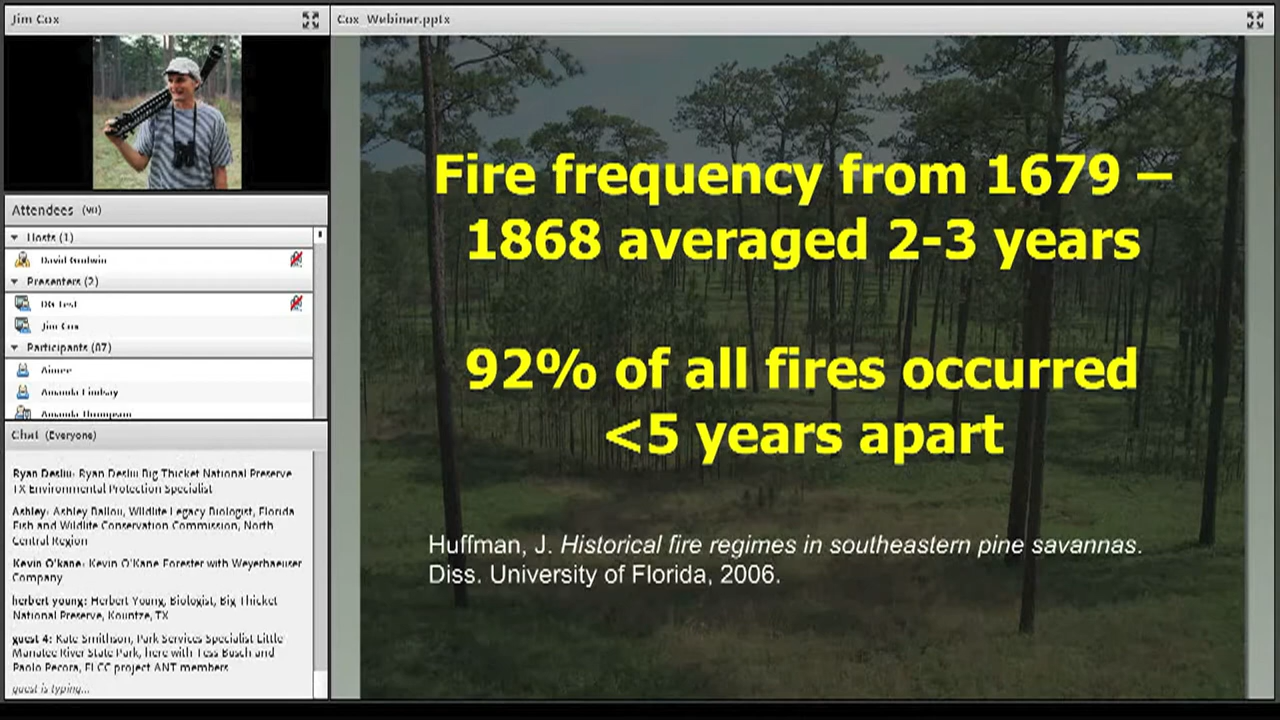 Jim Cox
Cox_Webinar.pptx
Attendees (90)
Hosts (1)
David Godwin
Presenters (2)
DG Test
Jim Cox
Participants (87)
Aimee
Amanda Lindsay
Amanda Thompson
Chat (Everyone)
Ryan Desliu: Ryan Desliu Big Thicket National Preserve
TX Environmental Protection Specialist
Ashley: Ashley Ballou, Wildlife Legacy Biologist, Florida
Fish and Wildlife Conservation Commission, North
Central Region
Kevin O'kane: Kevin O'Kane Forester with Weyerhaeuser
Company
herbert young: Herbert Young, Biologist, Big Thicket
National Preserve, Kountze, TX
guest 4: Kate Smithson, Park Services Specialist Little
Manatee River State Park, here with Tess Busch and
Paolo Pecora, FLCC project ANT members
guest is typing...
Fire frequency from 1679 –
1868 averaged 2-3 years
92% of all fires occurred
<5 years apart
Huffman, J. Historical fire regimes in southeastern pine savannas.
Diss. University of Florida, 2006.